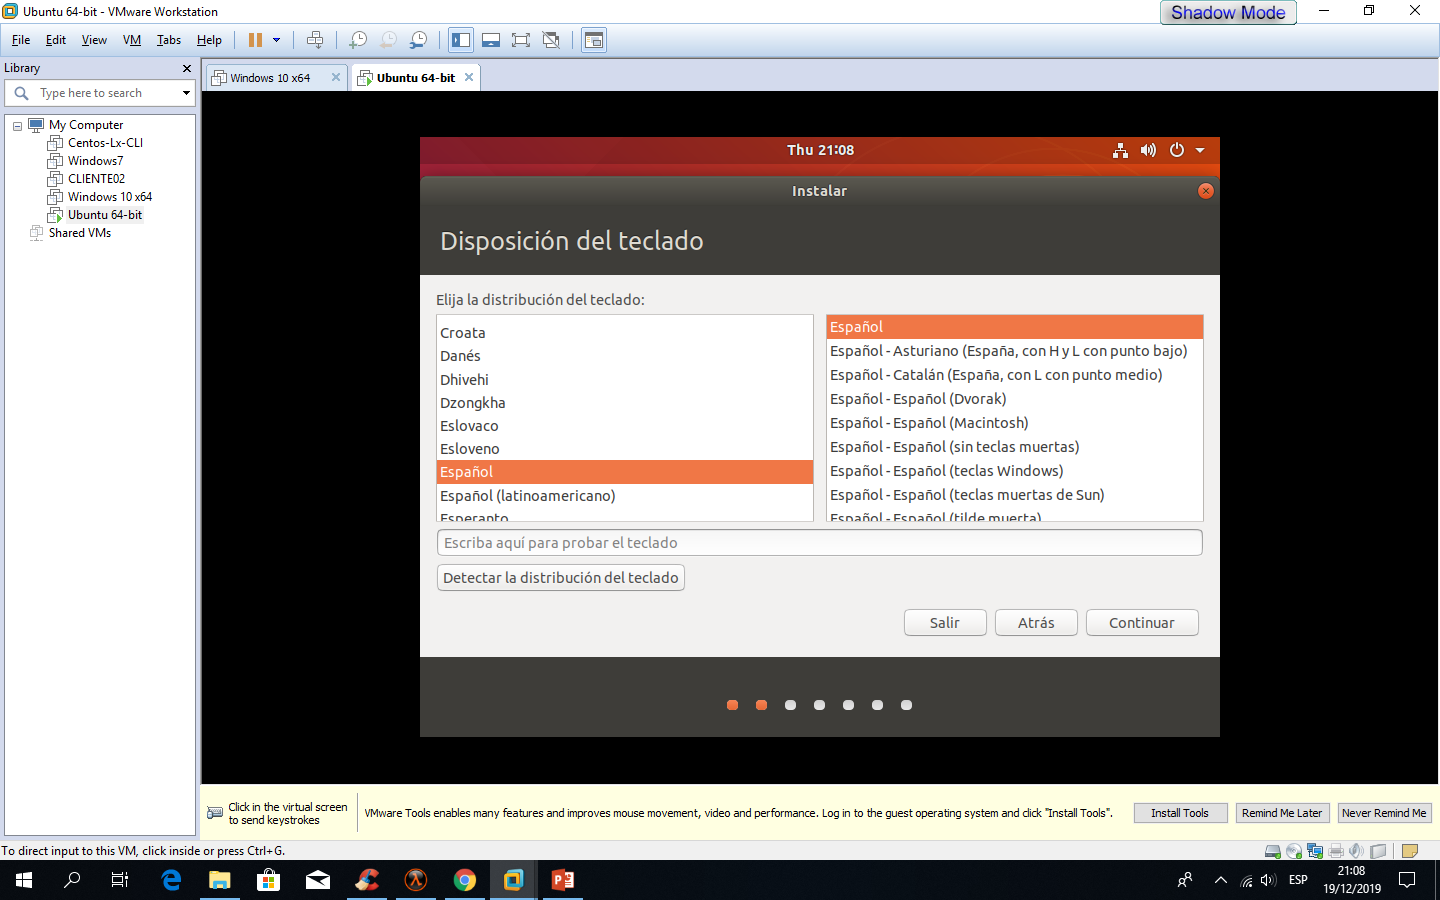 Ubuntu 64-bit - VMware Workstation
Shadow Mode
File Edit View VM Tabs Help
Library
Type here to search
My Computer
Centos-Lx-CLI
Windows7
CLIENTE02
Windows 10 x64
Ubuntu 64-bit
Shared VMs
Windows 10 x64
Ubuntu 64-bit
Thu 21:08
Instalar
Disposición del teclado
Elija la distribución del teclado:
Croata
Danés
Dhivehi
Dzongkha
Eslovaco
Esloveno
Español
Español (latinoamericano)
Esperanto
Español
Español - Asturiano (España, con H y L con punto bajo)
Español - Catalán (España, con L con punto medio)
Español - Español (Dvorak)
Español - Español (Macintosh)
Español - Español (sin teclas muertas)
Español - Español (teclas Windows)
Español - Español (teclas muertas de Sun)
Español - Español (tilde muerta)
Escriba aquí para probar el teclado
Detectar la distribución del teclado
Salir Atrás Continuar
Click in the virtual screen
to send keystrokes
VMware Tools enables many features and improves mouse movement, video and performance. Log in to the guest operating system and click "Install Tools".
Install Tools Remind Me Later Never Remind Me
To direct input to this VM, click inside or press Ctrl+G.
ESP
21:08
19/12/2019